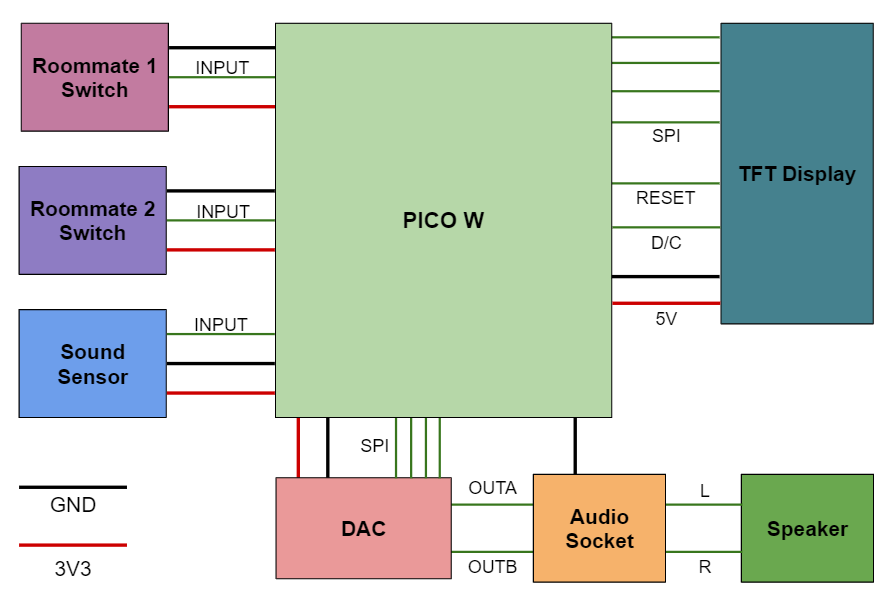 Roommate 1
Switch
INPUT
Roommate 2
Switch
INPUT
Sound
Sensor
INPUT
PICO W
SPI
RESET
D/C
5V
TFT Display
GND
3V3
SPI
DAC
OUTA
OUTB
Audio
Socket
L
R
Speaker